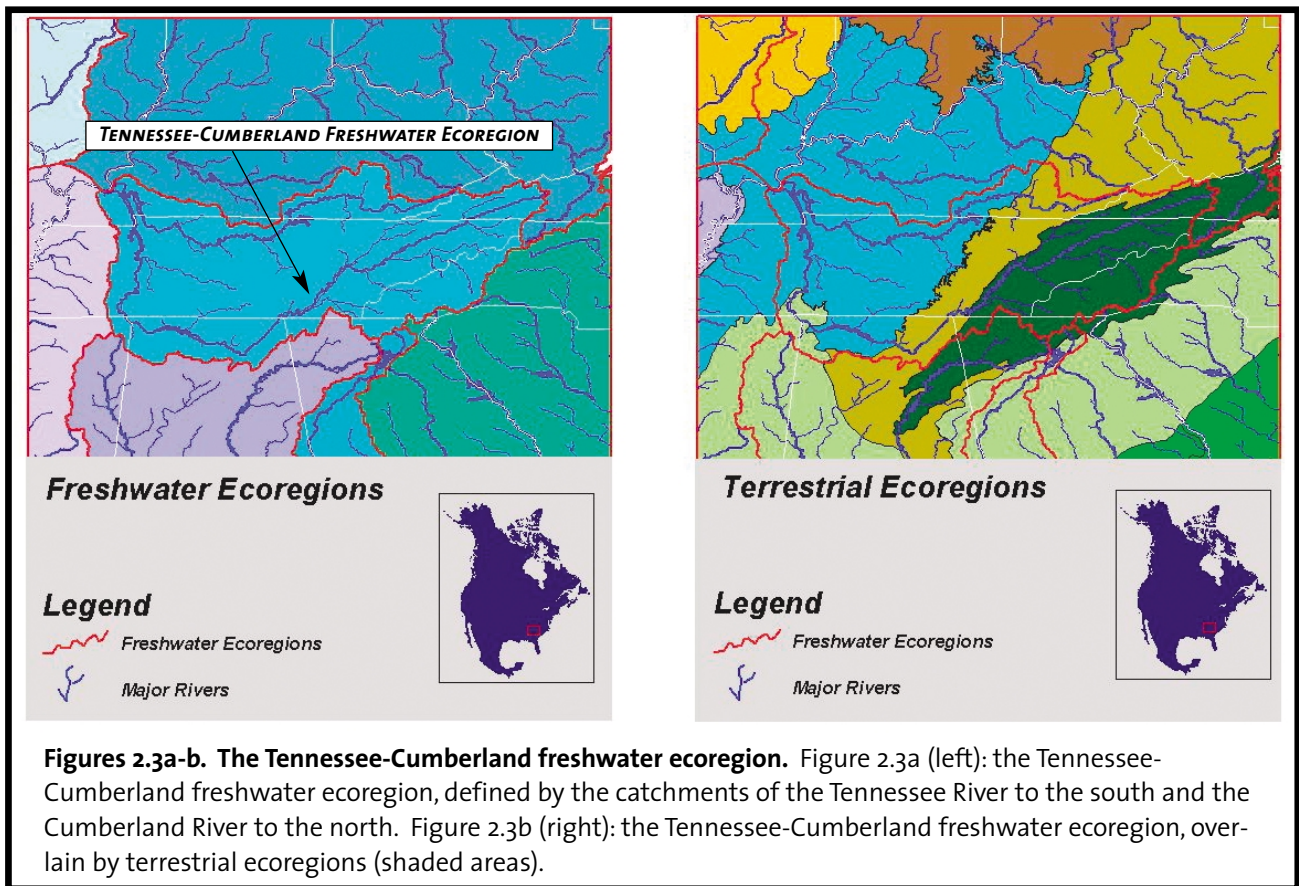 TENNESSEE-CUMBERLAND FRESHWATER ECOREGION
Freshwater Ecoregions
Legend
Freshwater Ecoregions
Major Rivers
Terrestrial Ecoregions
Legend
Freshwater Ecoregions
Major Rivers
Figures 2.3a-b. The Tennessee-Cumberland freshwater ecoregion. Figure 2.3a (left): the Tennessee-
Cumberland freshwater ecoregion, defined by the catchments of the Tennessee River to the south and the
Cumberland River to the north. Figure 2.3b (right): the Tennessee-Cumberland freshwater ecoregion, over-
lain by terrestrial ecoregions (shaded areas).